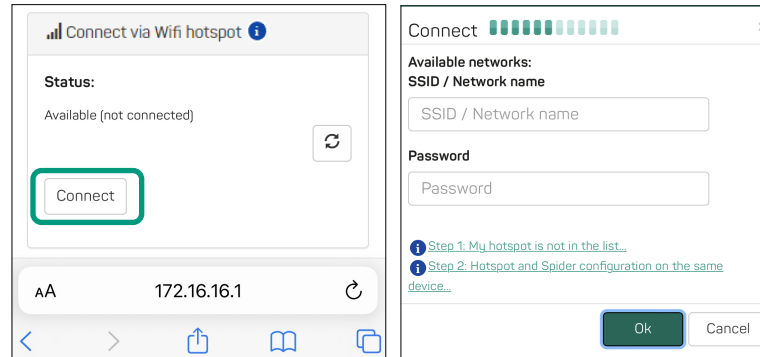 Connect via Wifi hotspot i
Status:
Available (not connected)
Connect
AA
172.16.16.1
Connect
Available networks:
SSID / Network name
SSID / Network name
Password
Password
i Step 1: My hotspot is not in the list...
i Step 2: Hotspot and Spider configuration on the same
device...
Ok
Cancel